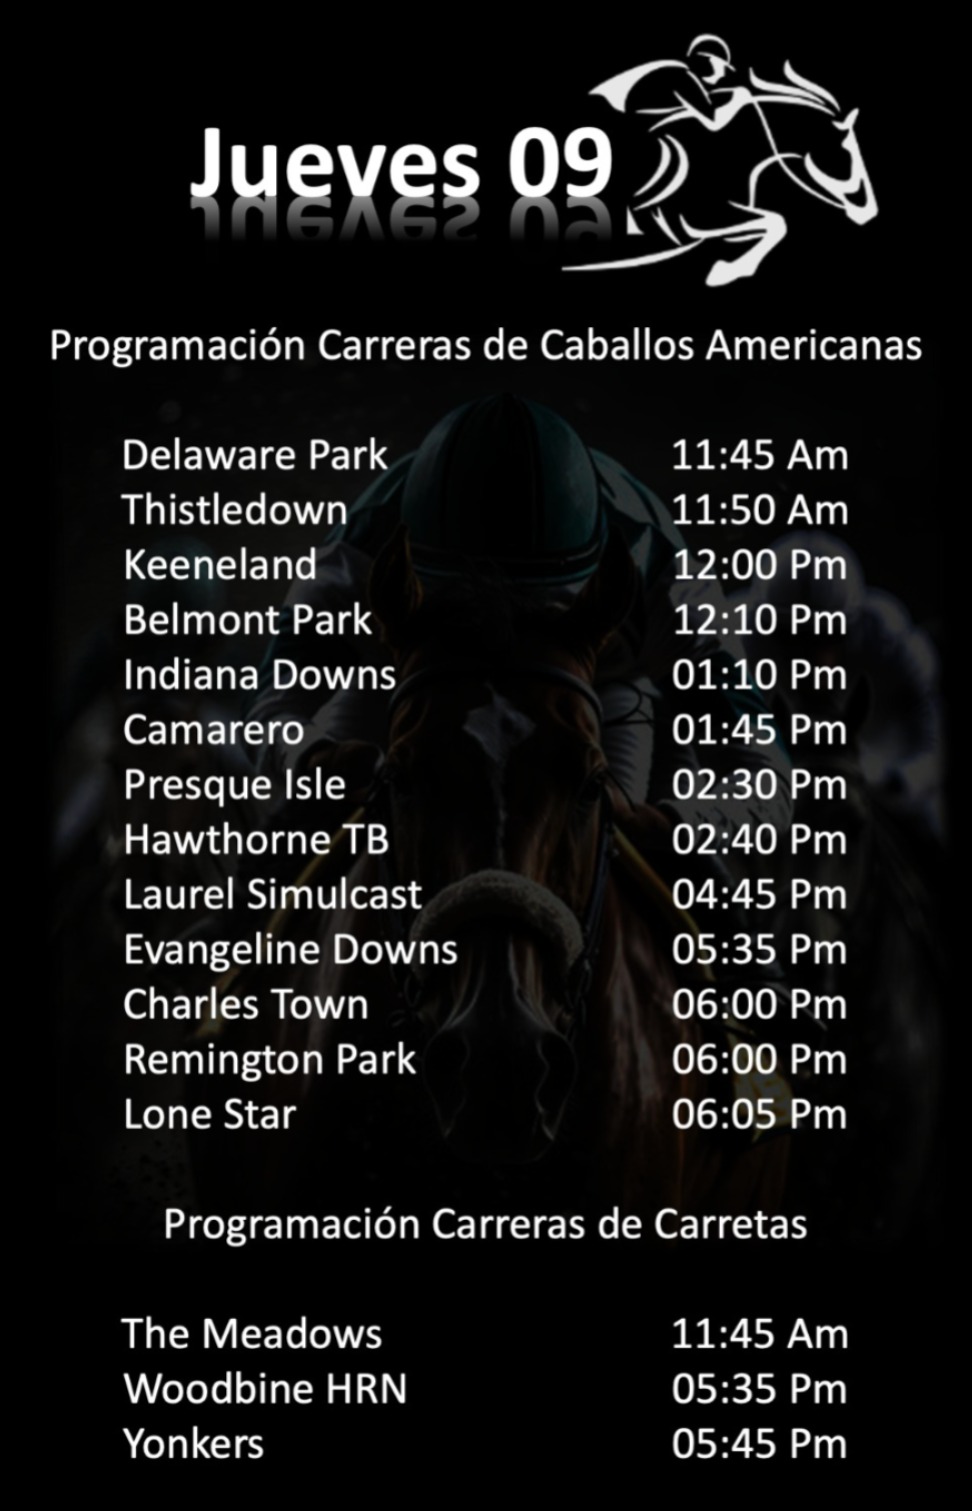 Jueves 09
Programación Carreras de Caballos Americanas
Delaware Park 11:45 Am
Thistledown 11:50 Am
Keeneland 12:00 Pm
Belmont Park 12:10 Pm
Indiana Downs 01:10 Pm
Camarero 01:45 Pm
Presque Isle 02:30 Pm
Hawthorne TB 02:40 Pm
Laurel Simulcast 04:45 Pm
Evangeline Downs 05:35 Pm
Charles Town 06:00 Pm
Remington Park 06:00 Pm
Lone Star 06:05 Pm
Programación Carreras de Carretas
The Meadows 11:45 Am
Woodbine HRN 05:35 Pm
Yonkers 05:45 Pm